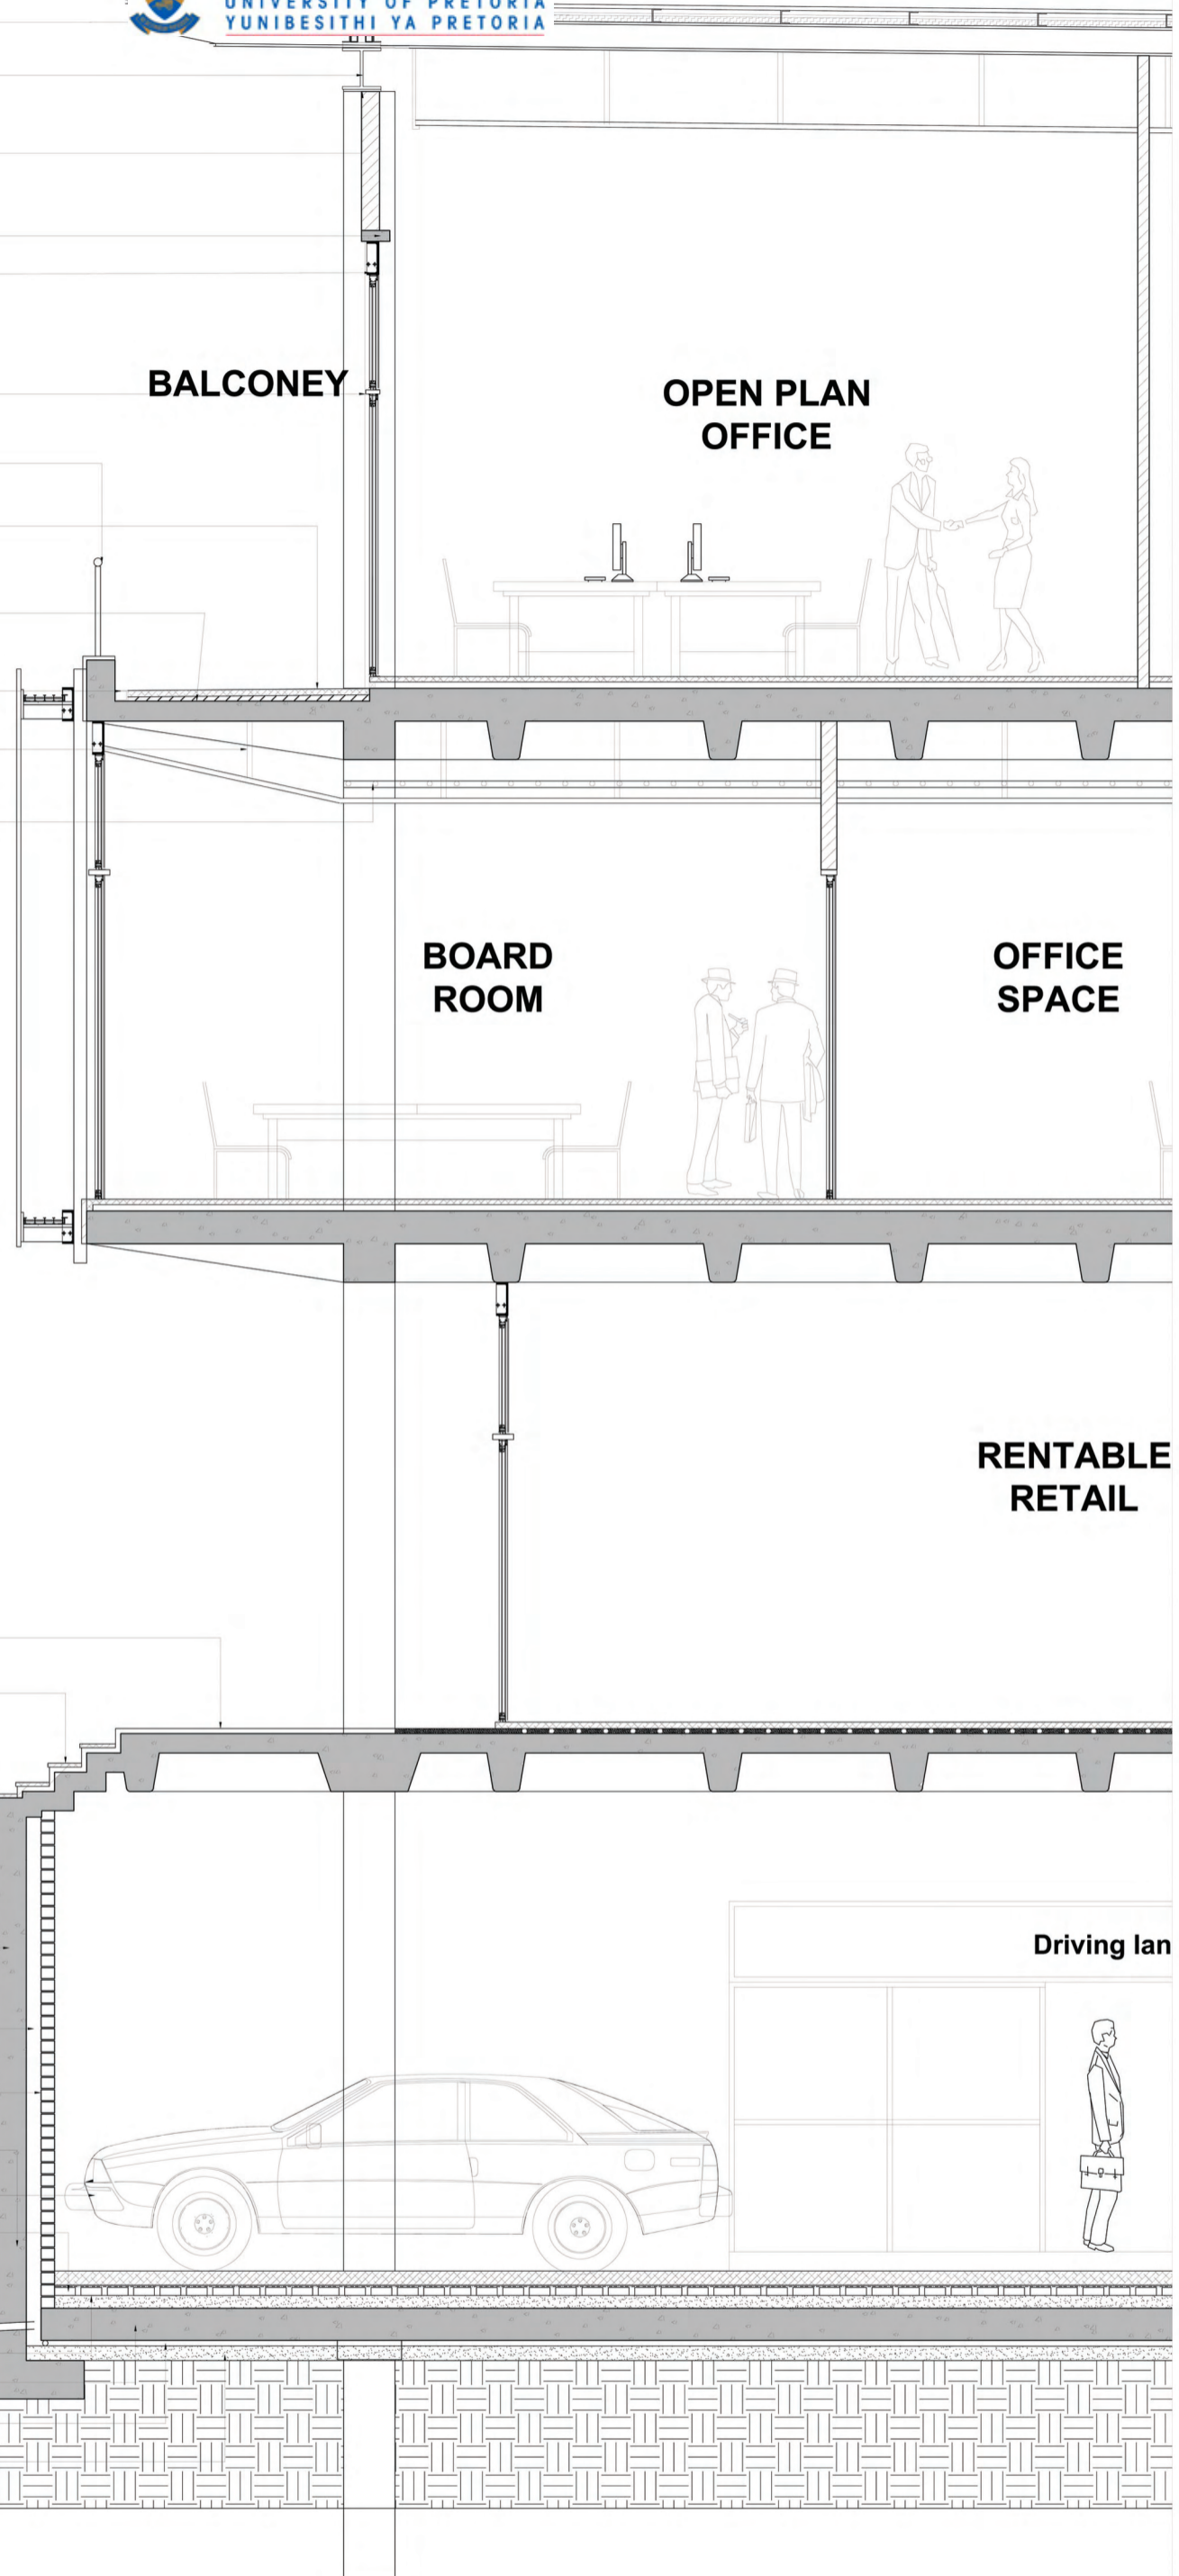 UNIVERSITY OF PRETORIA
YUNIBESITHI YA PRETORIA
BALCONEY
OPEN PLAN
OFFICE
BOARD
ROOM
OFFICE
SPACE
RENTABLE
RETAIL
Driving lan